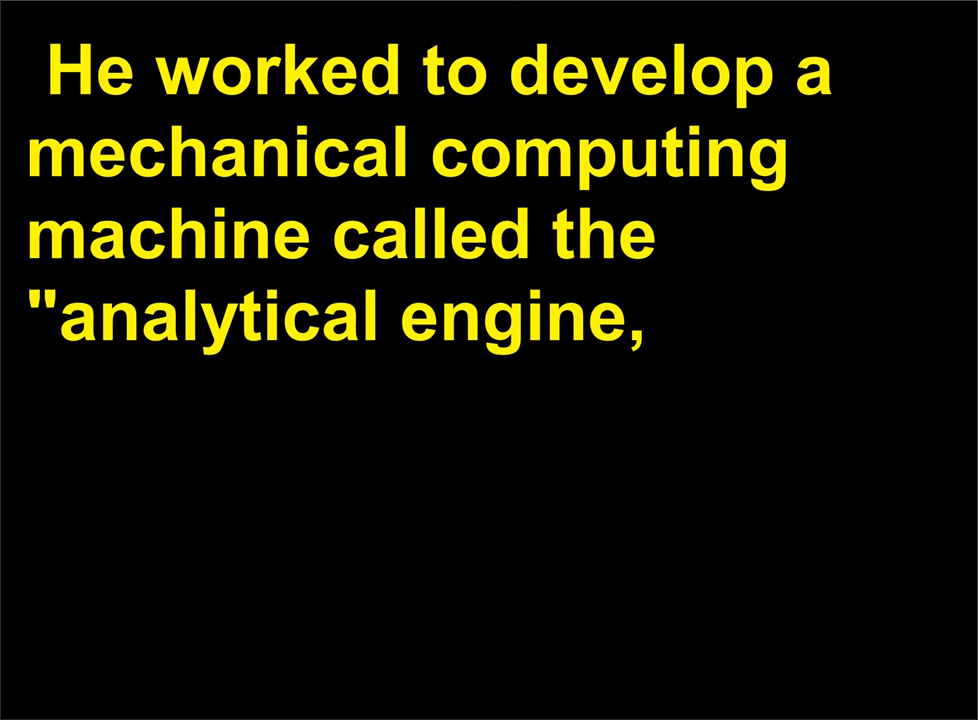 He worked to develop a
mechanical computing
machine called the
"analytical engine,